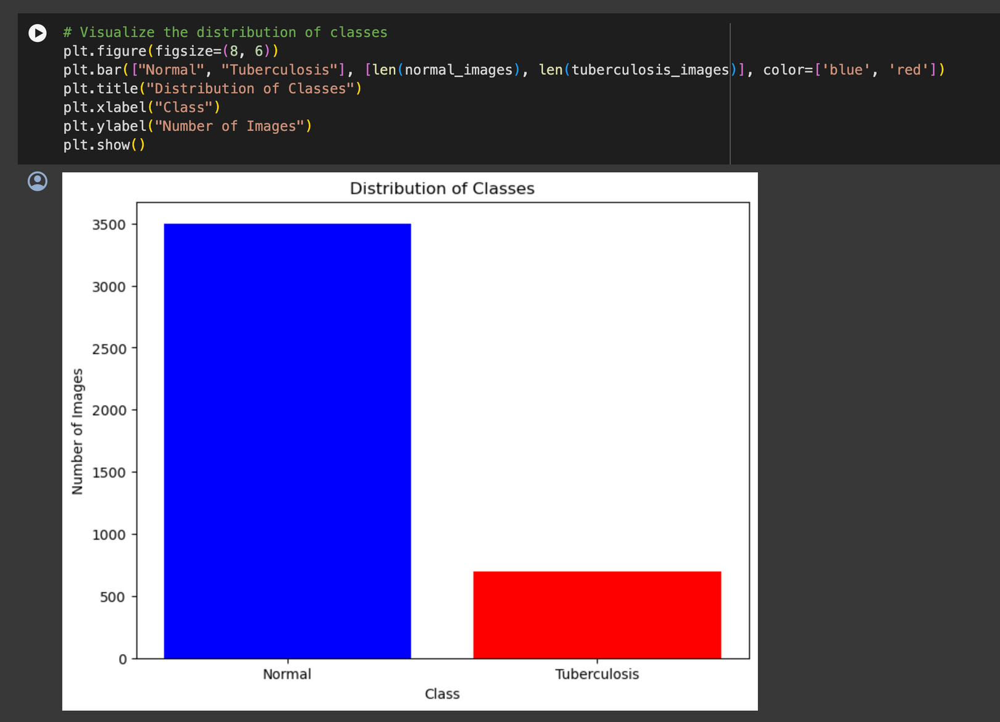 # Visualize the distribution of classes
plt.figure(figsize=(8, 6))
plt.bar(["Normal", "Tuberculosis"], [len(normal_images), len(tuberculosis_images)], color=['blue', 'red'])
plt.title("Distribution of Classes")
plt.xlabel("Class")
plt.ylabel("Number of Images")
plt.show()
Distribution of Classes
3500
3000
2500
2000
1500
1000
500
0
Number of Images
Normal
Tuberculosis
Class